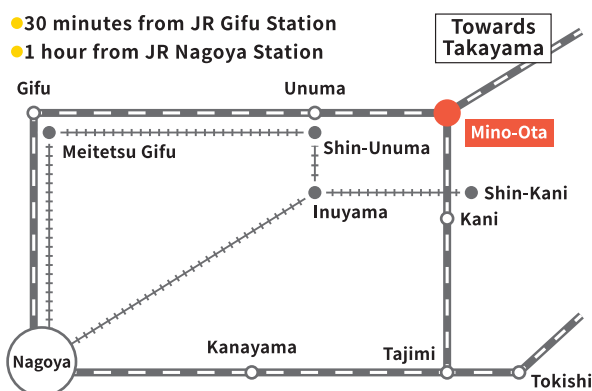 30 minutes from JR Gifu Station
1 hour from JR Nagoya Station
Towards
Takayama
Gifu
Unuma
Mino-Ota
Meitetsu Gifu
Shin-Unuma
Shin-Kani
Inuyama
Kani
Kanayama
Tajimi
Nagoya
Tokishi